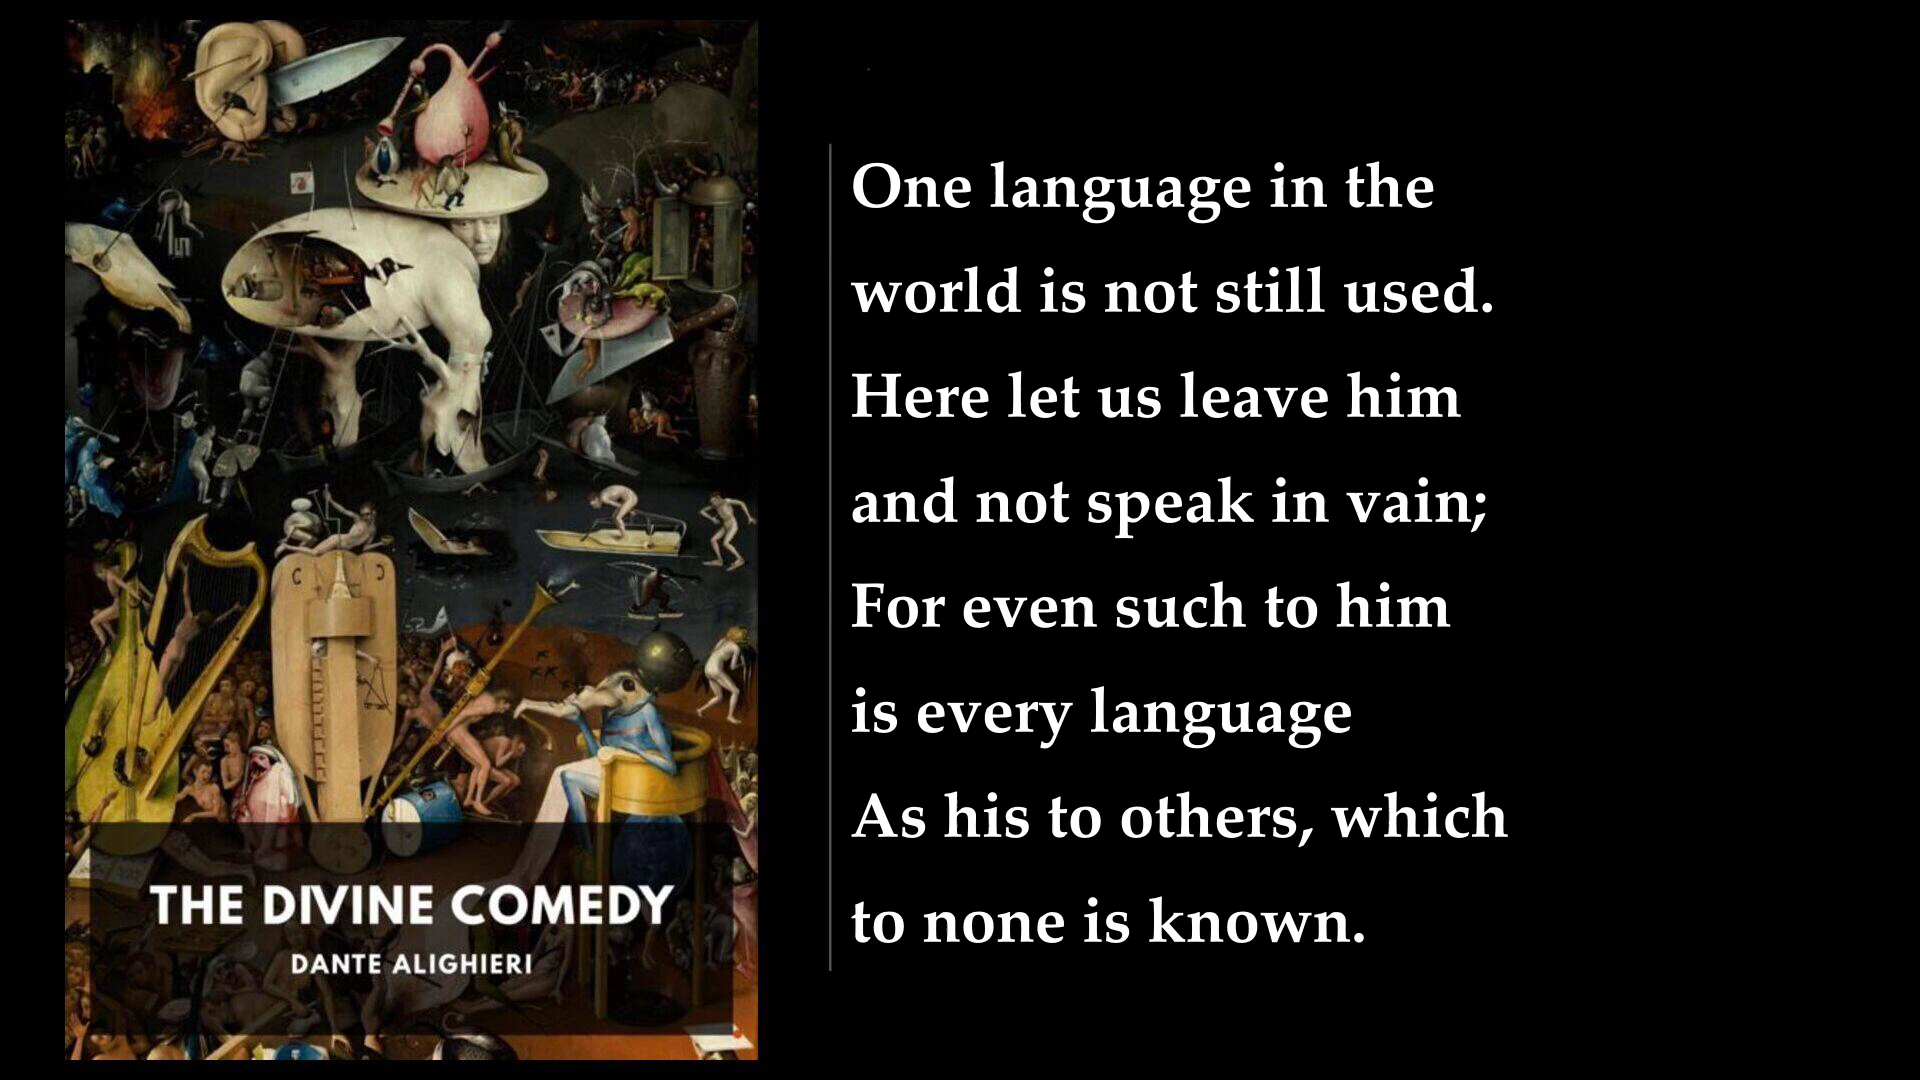 One language in the
world is not still used.
Here let us leave him
and not speak in vain;
For even such to him
is every language
As his to others, which
to none is known.
THE DIVINE COMEDY
DANTE ALIGHIERI